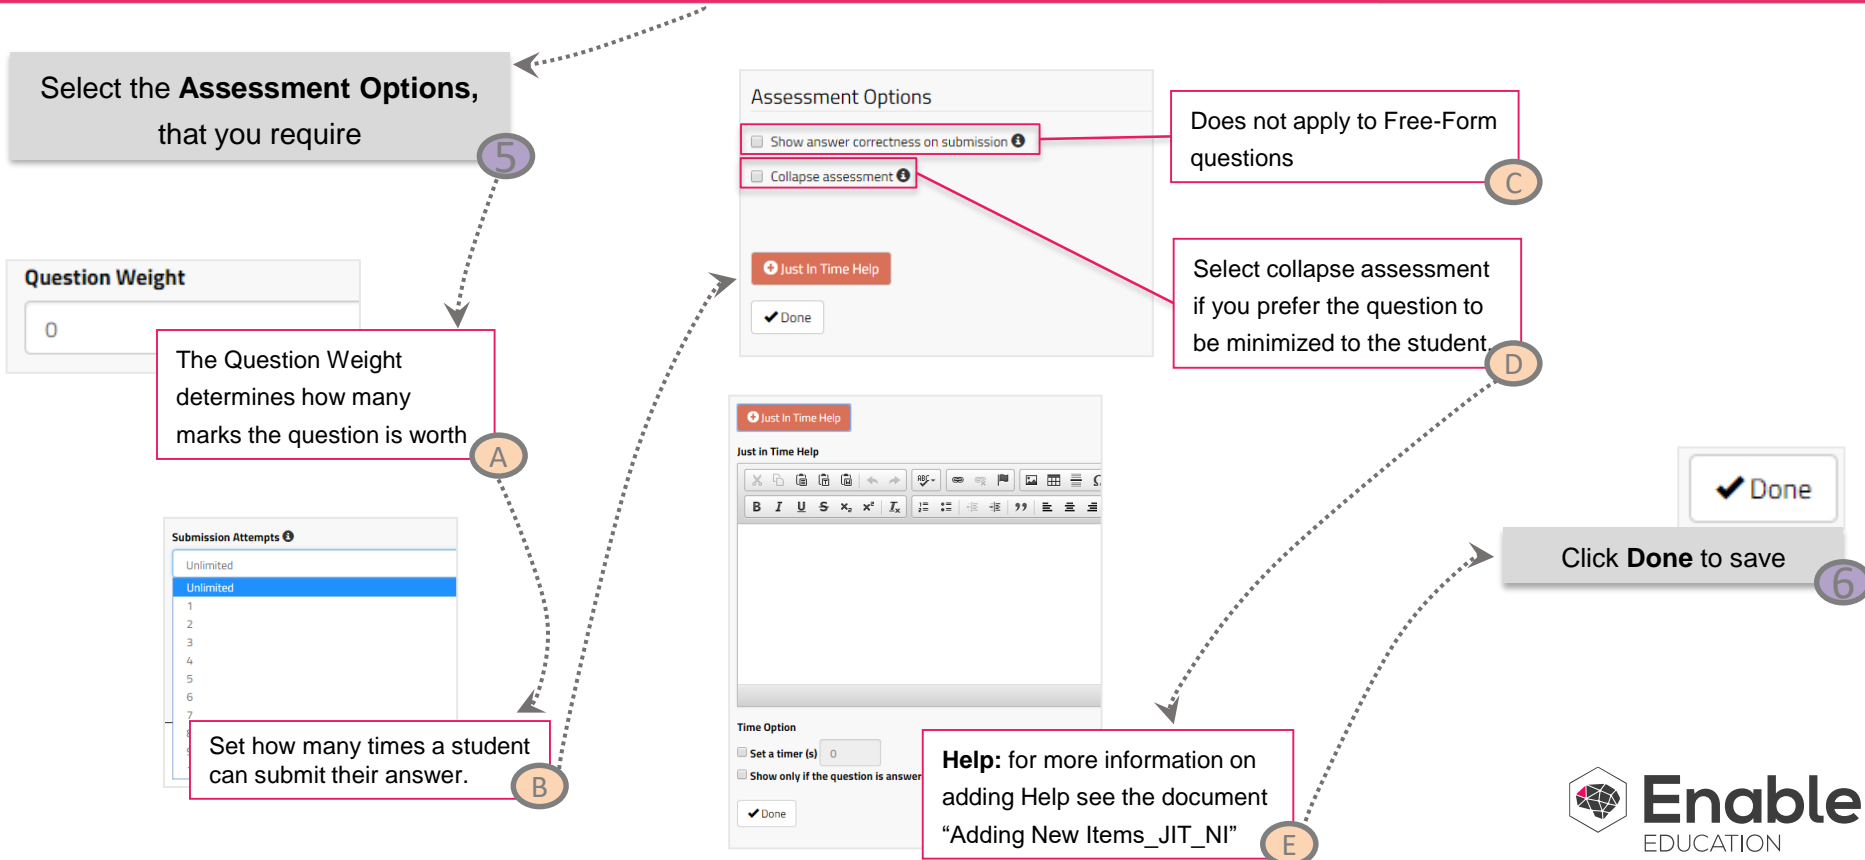 Select the Assessment Options,
that you require
5
Question Weight
0
The Question Weight
determines how many
marks the question is worth
A
Submission Attempts
Unlimited
Unlimited
1
2
3
4
5
6
7
Set how many times a student
can submit their answer.
B
Assessment Options
Show answer correctness on submission
Collapse assessment
Just In Time Help
Done
Does not apply to Free-Form
questions
C
Select collapse assessment
if you prefer the question to
be minimized to the student.
D
Just In Time Help
Just in Time Help
ABC
B I U S x₂ x² Iₓ
Time Option
Set a timer (s) 0
Show only if the question is answer
Done
Help: for more information on
adding Help see the document
“Adding New Items_JIT_NI”
E
Done
Click Done to save
6
Enable
EDUCATION